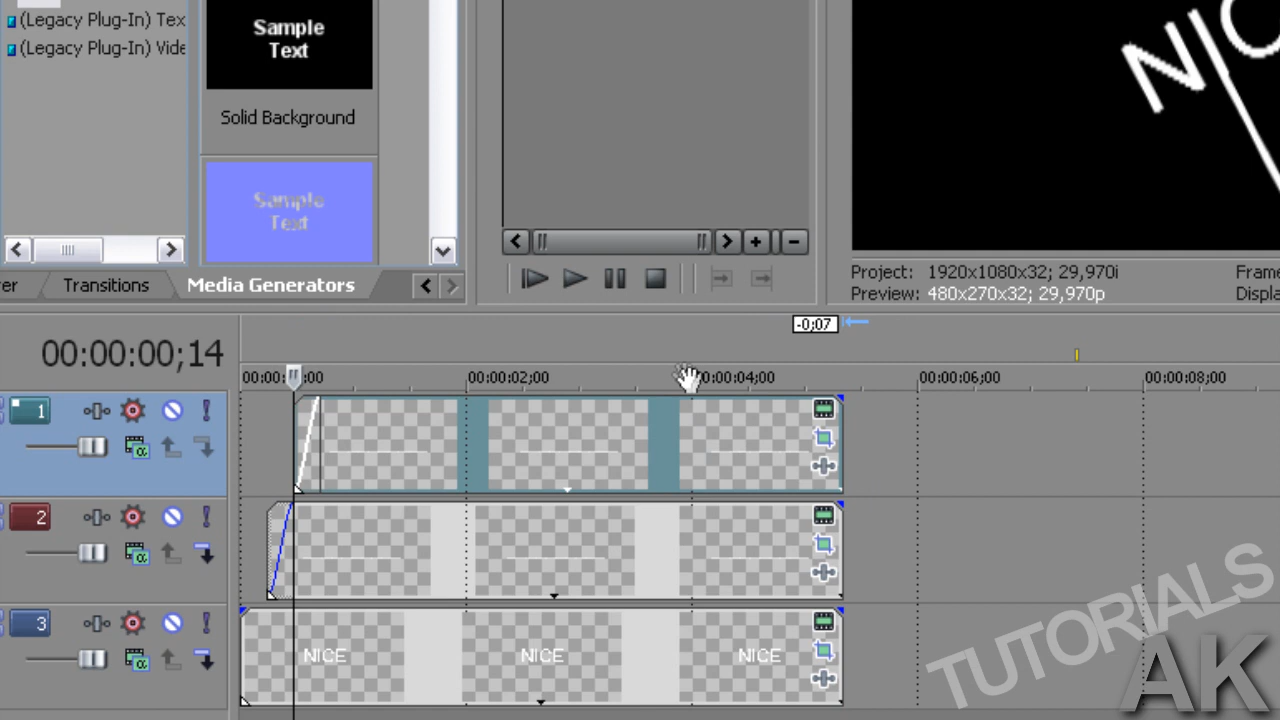 (Legacy Plug-In) Tex
(Legacy Plug-In) Vide
Sample
Text
Solid Background
Sample
Text
er
Transitions
Media Generators
NIC
Project: 1920x1080x32; 29,970i
Preview: 480x270x32; 29,970p
Frame
Displa
-0;07
00:00:00;14
00:00: :00
00:00:02;00
00:00:04;00
00:00:06;00
00:00:08;00
1
2
3
NICE
NICE
NICE
TUTORIALS
AK